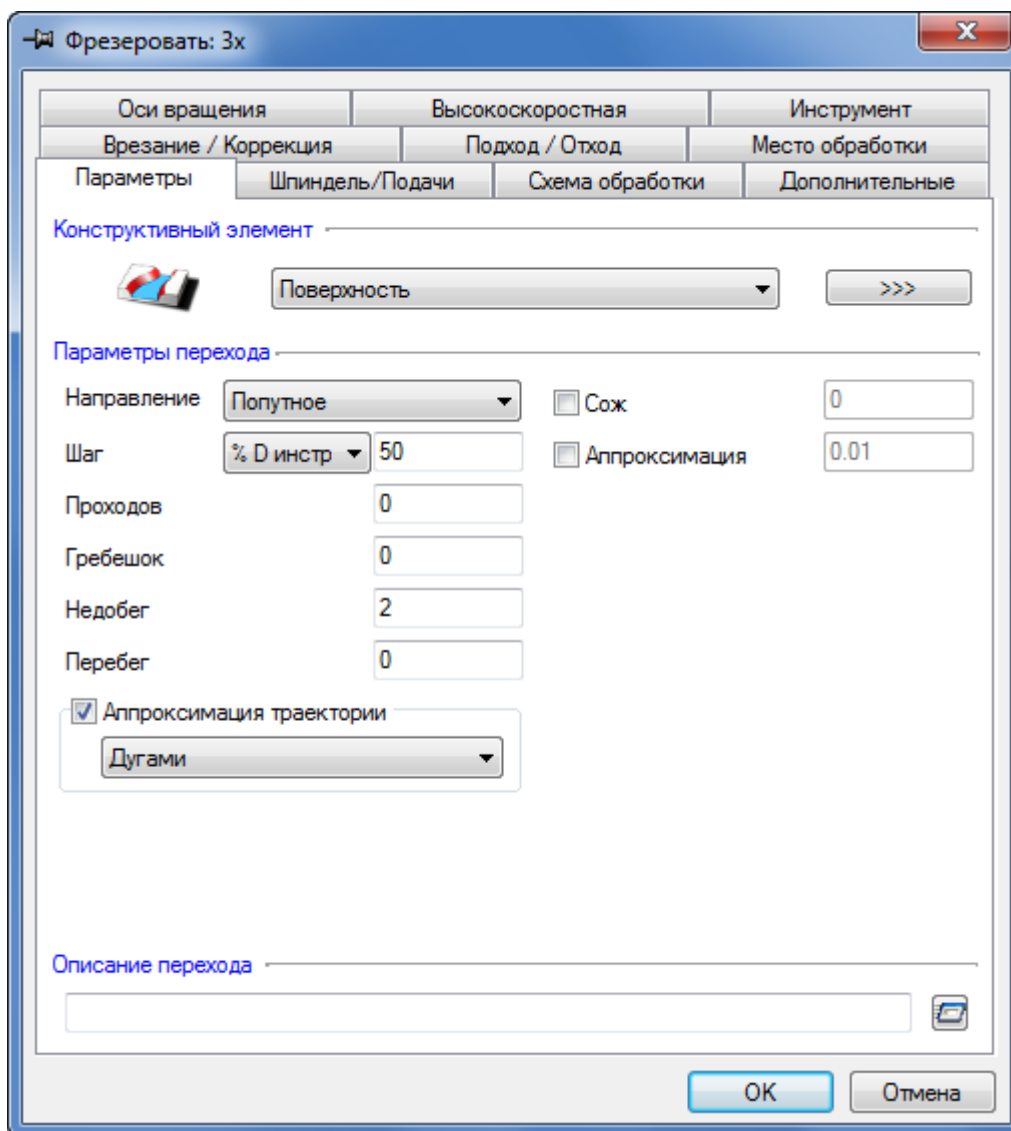 Фрезеровать: 3x
Оси вращения Высокоскоростная Инструмент
Врезание / Коррекция Подход / Отход Место обработки
Параметры Шпиндель/Подачи Схема обработки Дополнительные
Конструктивный элемент
Поверхность >>>
Параметры перехода
Направление Попутное Сож 0
Шаг % D инстр 50 Аппроксимация 0.01
Проходов 0
Гребешок 0
Недобег 2
Перебег 0
Аппроксимация траектории
Дугами
Описание перехода
OK Отмена